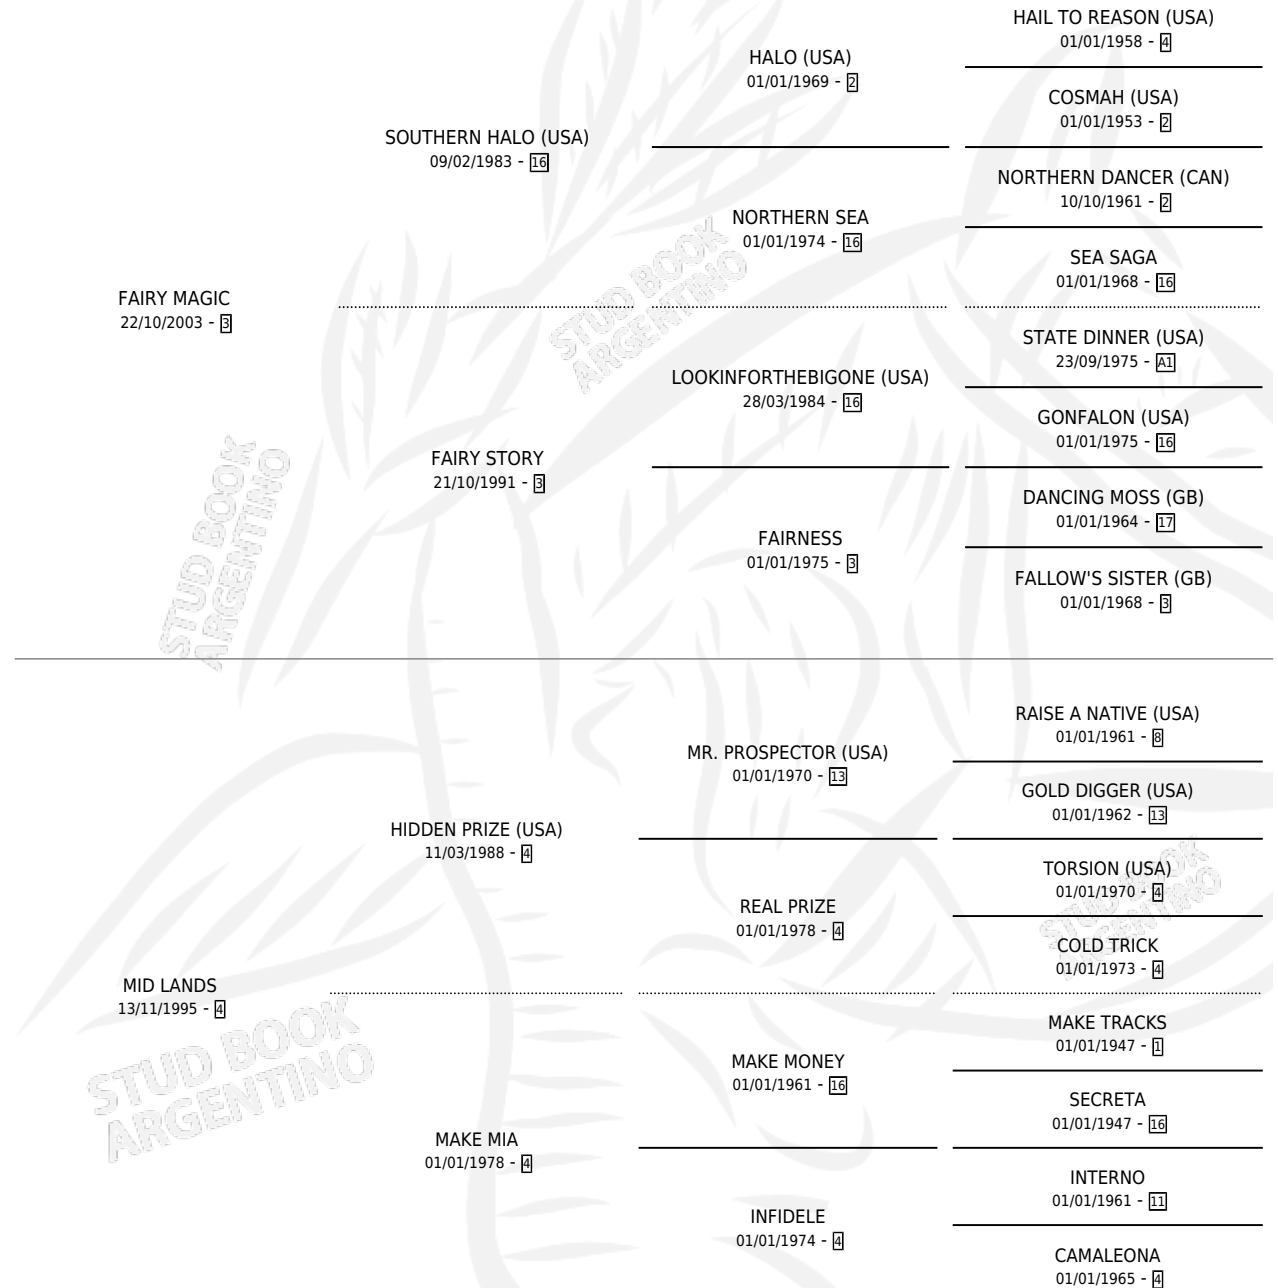 HAIL TO REASON (USA)
01/01/1958 - 4
HALO (USA)
01/01/1969 - 2
COSMAH (USA)
01/01/1953 - 2
SOUTHERN HALO (USA)
09/02/1983 - 16
NORTHERN DANCER (CAN)
10/10/1961 - 2
NORTHERN SEA
01/01/1974 - 16
SEA SAGA
01/01/1968 - 16
FAIRY MAGIC
22/10/2003 - 3
STUD BOOK
ARGENTINO
STATE DINNER (USA)
23/09/1975 - A1
LOOKINFORTHEBIGONE (USA)
28/03/1984 - 16
GONFALON (USA)
01/01/1975 - 16
FAIRY STORY
21/10/1991 - 3
DANCING MOSS (GB)
01/01/1964 - 17
FAIRNESS
01/01/1975 - 3
FALLOW'S SISTER (GB)
01/01/1968 - 3
STUD BOOK
ARGENTINO
RAISE A NATIVE (USA)
01/01/1961 - 8
MR. PROSPECTOR (USA)
01/01/1970 - 13
GOLD DIGGER (USA)
01/01/1962 - 13
HIDDEN PRIZE (USA)
11/03/1988 - 4
TORSION (USA)
01/01/1970 - 4
REAL PRIZE
01/01/1978 - 4
STUD BOOK
ARGENTINO
COLD TRICK
01/01/1973 - 4
MID LANDS
13/11/1995 - 4
STUD BOOK
ARGENTINO
MAKE TRACKS
01/01/1947 - 1
MAKE MONEY
01/01/1961 - 16
SECRETA
01/01/1947 - 16
MAKE MIA
01/01/1978 - 4
INTERNO
01/01/1961 - 11
INFIDELE
01/01/1974 - 4
CAMALEONA
01/01/1965 - 4